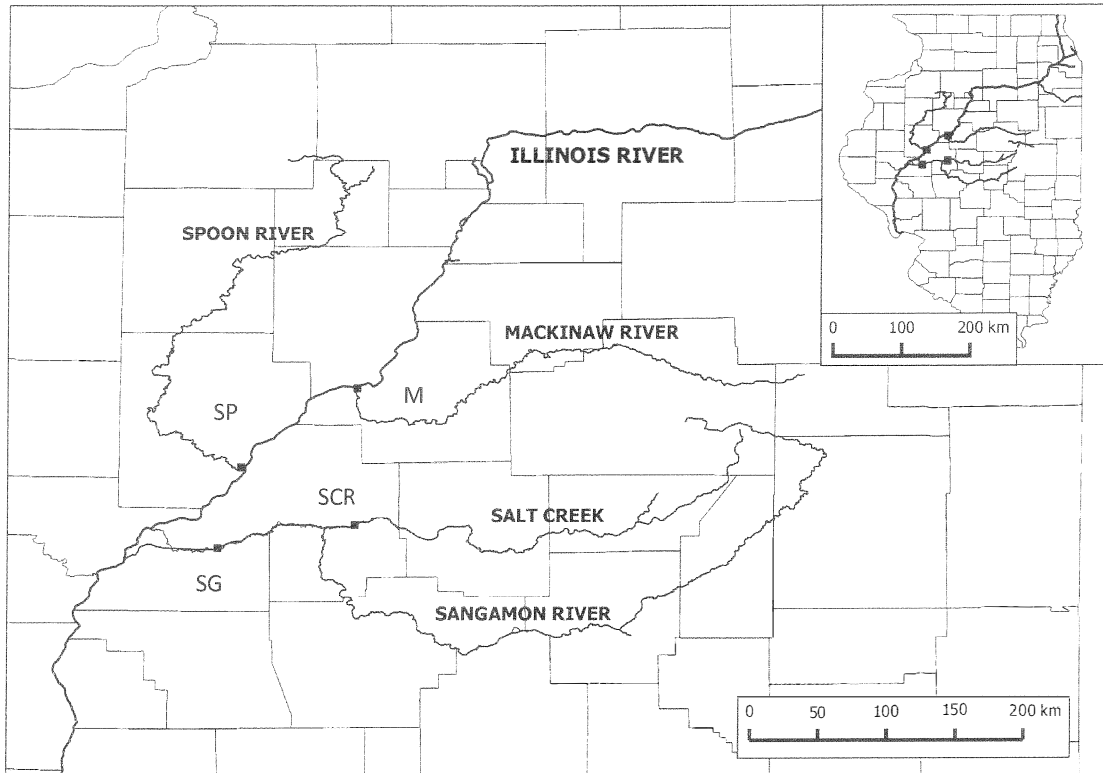 ILLINOIS RIVER
SPOON RIVER
0 100 200 km
MACKINAW RIVER
SP
M
SCR
SALT CREEK
SG
SANGAMON RIVER
0 50 100 150 200 km